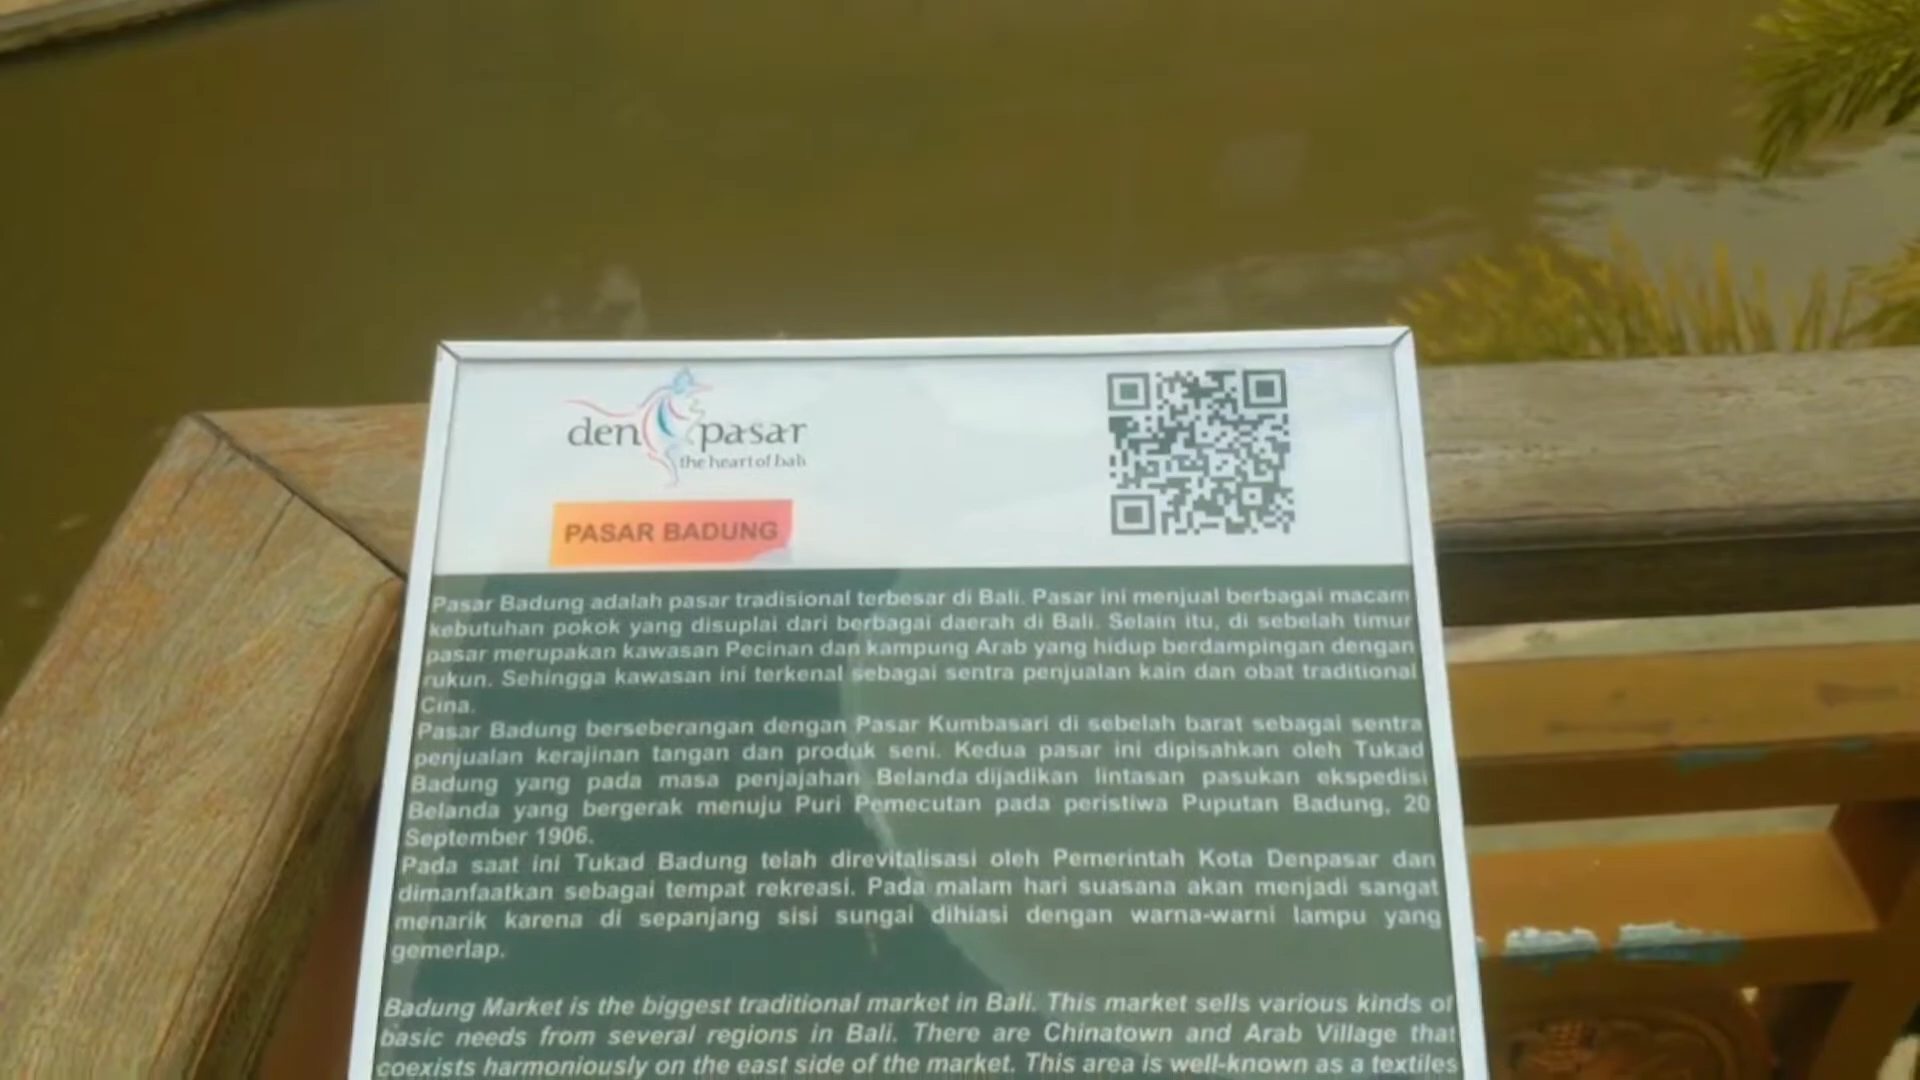 den pasar
the heart of bali
PASAR BADUNG
Pasar Badung adalah pasar tradisional terbesar di Bali. Pasar ini menjual berbagai macam
kebutuhan pokok yang disuplai dari berbagai daerah di Bali. Selain itu, di sebelah timur
pasar merupakan kawasan Pecinan dan kampung Arab yang hidup berdampingan dengan
rukun. Sehingga kawasan ini terkenal sebagai sentra penjualan kain dan obat traditional
Cina.
Pasar Badung berseberangan dengan Pasar Kumbasari di sebelah barat sebagai sentra
penjualan kerajinan tangan dan produk seni. Kedua pasar ini dipisahkan oleh Tukad
Badung yang pada masa penjajahan Belanda dijadikan lintasan pasukan ekspedisi
Belanda yang bergerak menuju Puri Pemecutan pada peristiwa Puputan Badung, 20
September 1906.
Pada saat ini Tukad Badung telah direvitalisasi oleh Pemerintah Kota Denpasar dan
dimanfaatkan sebagai tempat rekreasi. Pada malam hari suasana akan menjadi sangat
menarik karena di sepanjang sisi sungai dihiasi dengan warna-warni lampu yang
gemerlap.
Badung Market is the biggest traditional market in Bali. This market sells various kinds of
basic needs from several regions in Bali. There are Chinatown and Arab Village that
coexists harmoniously on the east side of the market. This area is well-known as a textiles